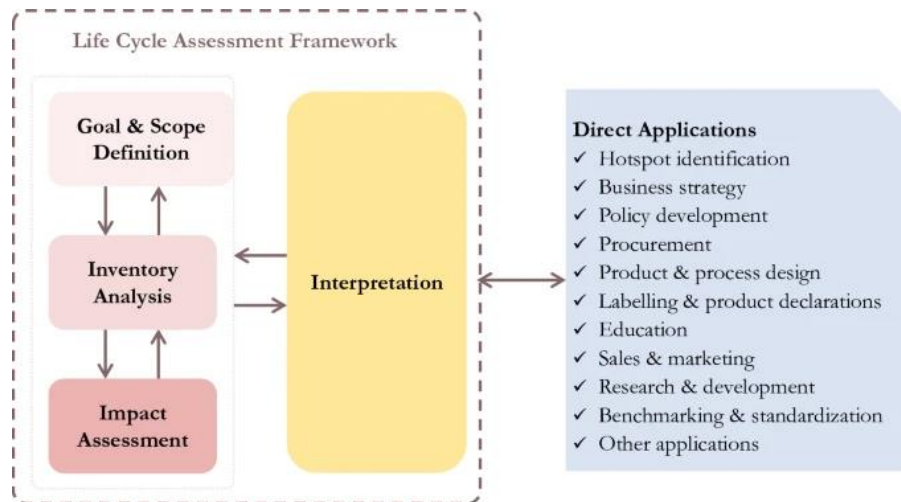 Life Cycle Assessment Framework
Goal & Scope
Definition
Inventory
Analysis
Impact
Assessment
Interpretation
Direct Applications
✓ Hotspot identification
✓ Business strategy
✓ Policy development
✓ Procurement
✓ Product & process design
✓ Labelling & product declarations
✓ Education
✓ Sales & marketing
✓ Research & development
✓ Benchmarking & standardization
✓ Other applications